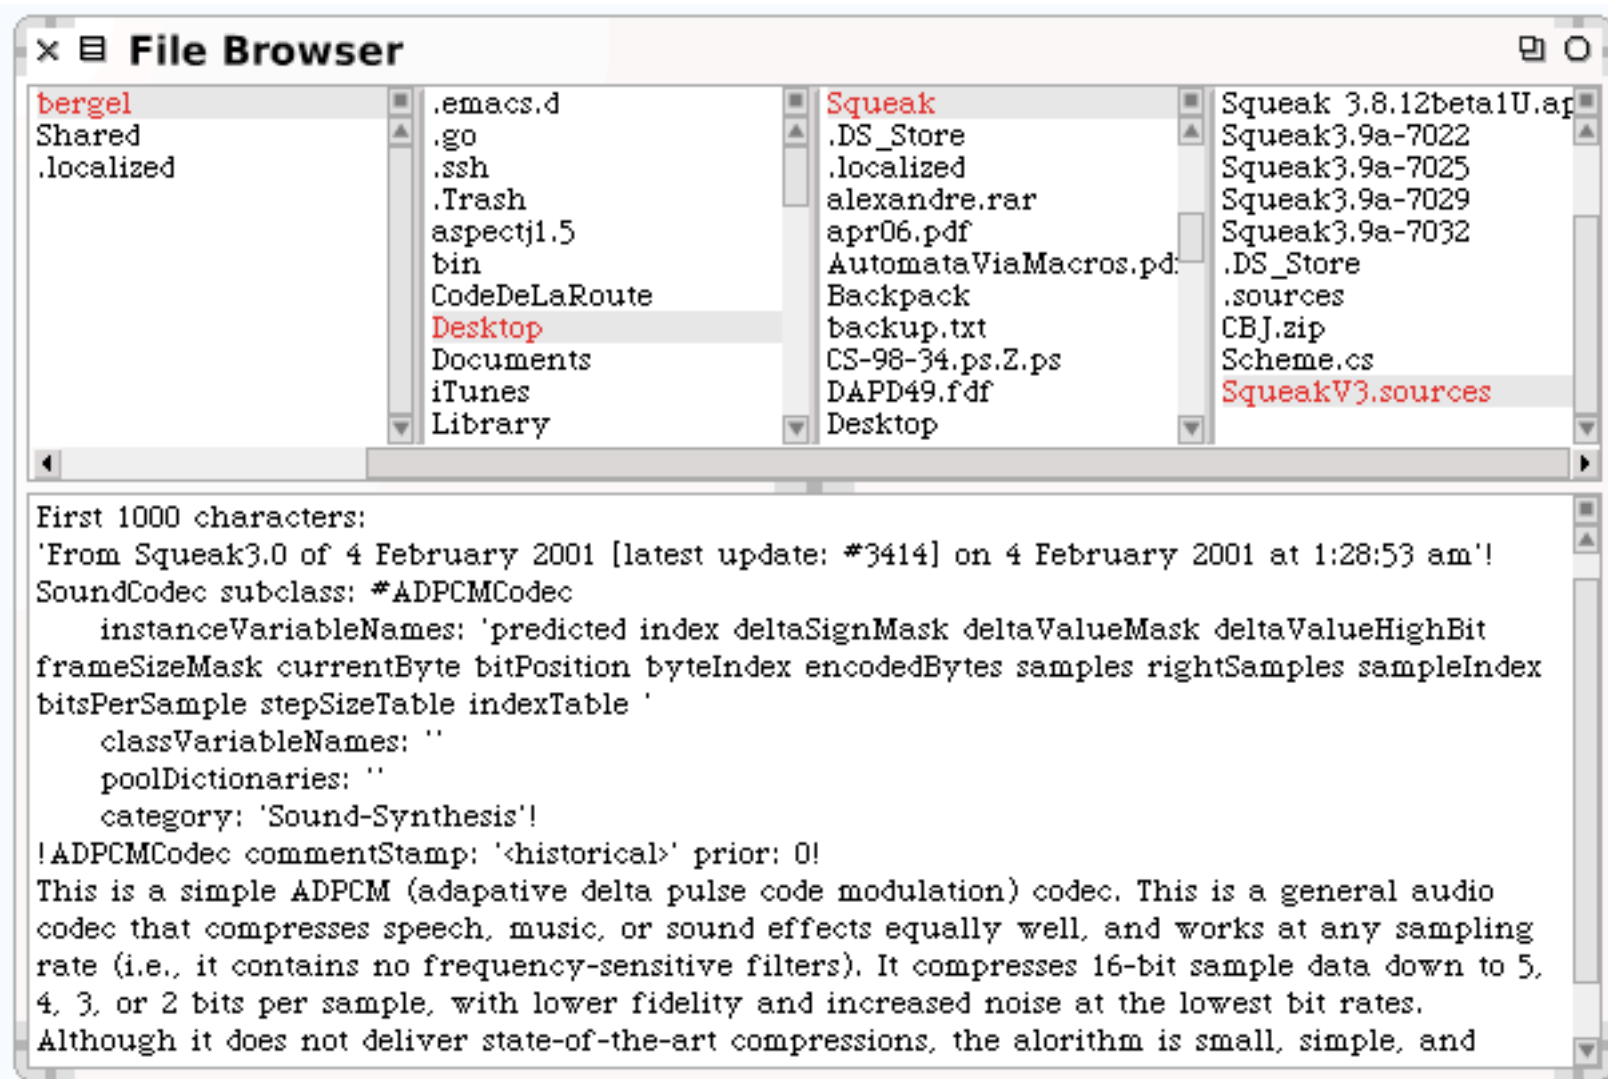 File Browser
bergel
Shared
.localized
.emacs.d
.go
.ssh
.Trash
aspectj1.5
bin
CodeDeLaRoute
Desktop
Documents
iTunes
Library
Squeak
.DS_Store
.localized
alexandre.rar
apr06.pdf
AutomataViaMacros.pd
Backpack
backup.txt
CS-98-34.ps.Z.ps
DAPD49.fdf
Desktop
Squeak 3.8.12beta1U.ap
Squeak3.9a-7022
Squeak3.9a-7025
Squeak3.9a-7029
Squeak3.9a-7032
.DS_Store
.sources
CBJ.zip
Scheme.cs
SqueakV3.sources
First 1000 characters:
'From Squeak3.0 of 4 February 2001 [latest update: #3414] on 4 February 2001 at 1:28:53 am'!
SoundCodec subclass: #ADPCMCodec
instanceVariableNames: 'predicted index deltaSignMask deltaValueMask deltaValueHighBit
frameSizeMask currentByte bitPosition byteIndex encodedBytes samples rightSamples sampleIndex
bitsPerSample stepSizeTable indexTable '
classVariableNames: ''
poolDictionaries: ''
category: 'Sound-Synthesis'!
!ADPCMCodec commentStamp: '<historical>' prior: 0!
This is a simple ADPCM (adapative delta pulse code modulation) codec. This is a general audio
codec that compresses speech, music, or sound effects equally well, and works at any sampling
rate (i.e., it contains no frequency-sensitive filters). It compresses 16-bit sample data down to 5,
4, 3, or 2 bits per sample, with lower fidelity and increased noise at the lowest bit rates.
Although it does not deliver state-of-the-art compressions, the alorithm is small, simple, and